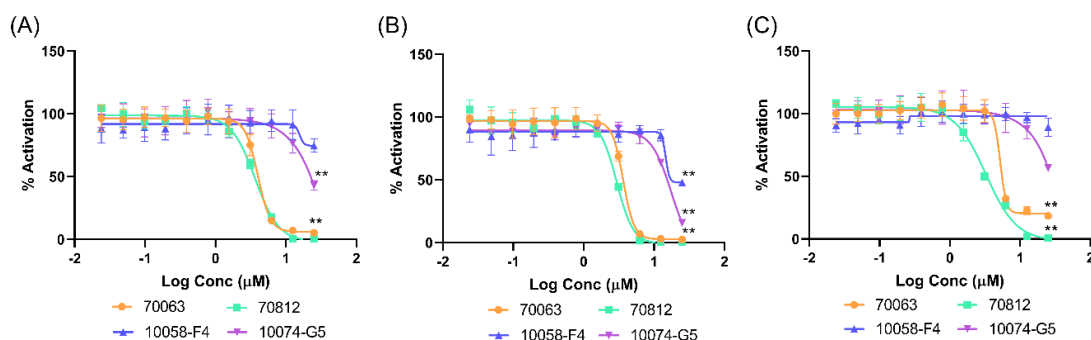 (A)
% Activation
150
100
50
0
-2 -1 0 1 2
**
**
Log Conc (μM)
70063 70812
10058-F4 10074-G5
(B)
% Activation
150
100
50
0
-2 -1 0 1 2
**
**
**
Log Conc (μM)
70063 70812
10058-F4 10074-G5
(C)
% Activation
150
100
50
0
-2 -1 0 1 2
**
**
Log Conc (μM)
70063 70812
10058-F4 10074-G5